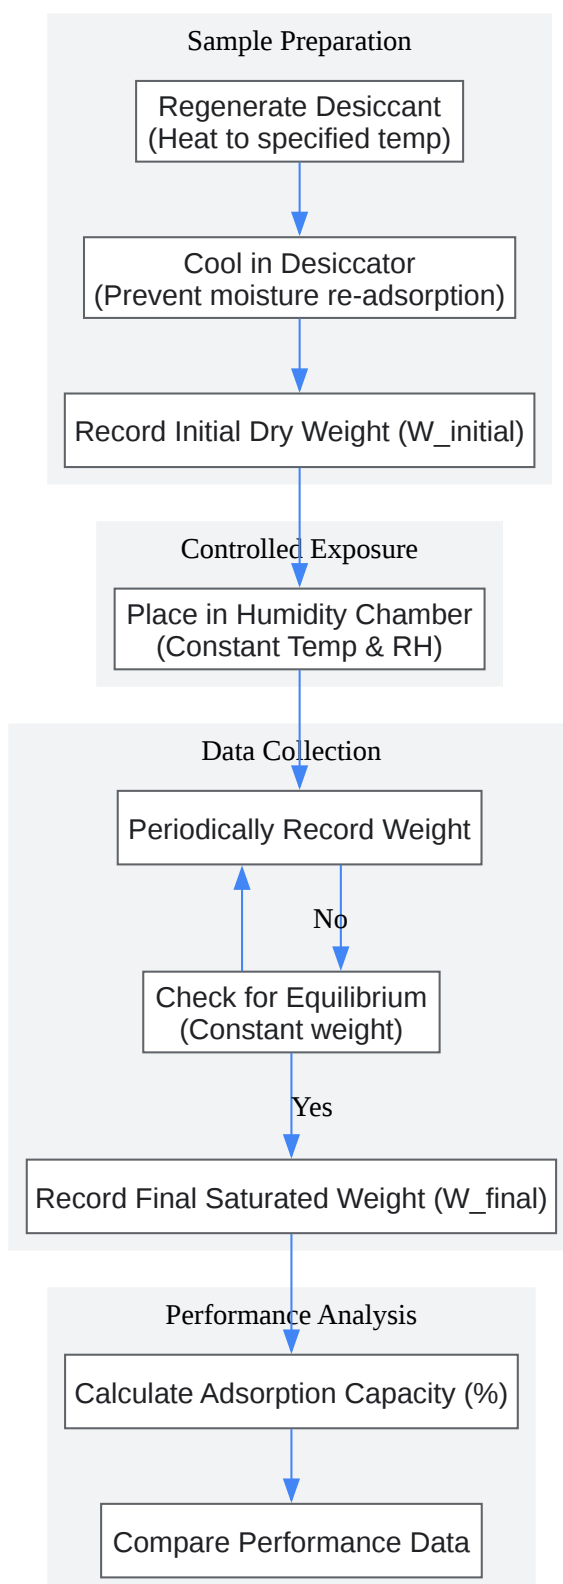 Sample Preparation
Regenerate Desiccant
(Heat to specified temp)
Cool in Desiccator
(Prevent moisture re-adsorption)
Record Initial Dry Weight (W_initial)
Controlled Exposure
Place in Humidity Chamber
(Constant Temp & RH)
Data Collection
Periodically Record Weight
No
Check for Equilibrium
(Constant weight)
Yes
Record Final Saturated Weight (W_final)
Performance Analysis
Calculate Adsorption Capacity (%)
Compare Performance Data